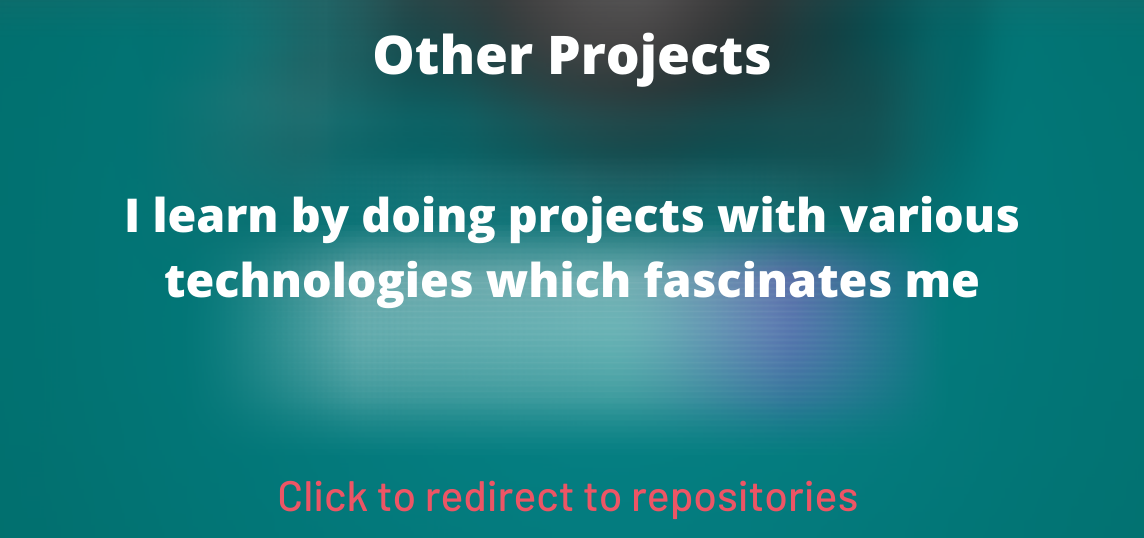 Other Projects
I learn by doing projects with various
technologies which fascinates me
Click to redirect to repositories